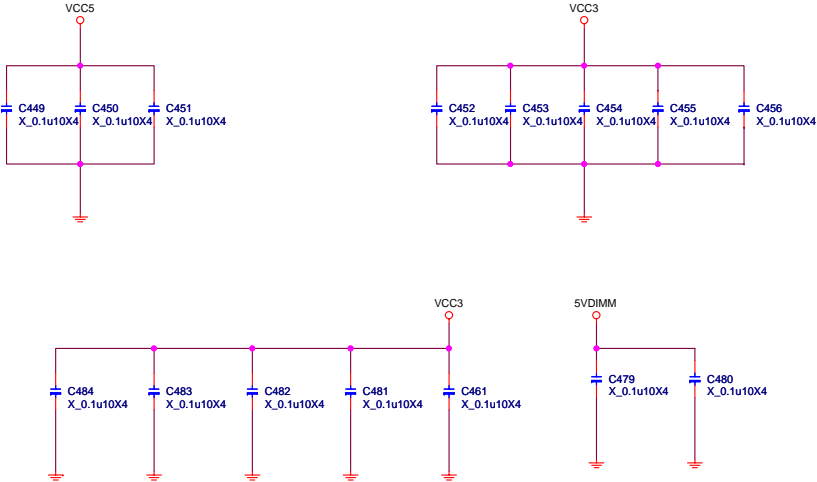 VCC5
VCC3
C449
X_0.1u10X4
C450
X_0.1u10X4
C451
X_0.1u10X4
C452
X_0.1u10X4
C453
X_0.1u10X4
C454
X_0.1u10X4
C455
X_0.1u10X4
C456
X_0.1u10X4
VCC3
5VDIMM
C484
X_0.1u10X4
C483
X_0.1u10X4
C482
X_0.1u10X4
C481
X_0.1u10X4
C461
X_0.1u10X4
C479
X_0.1u10X4
C480
X_0.1u10X4